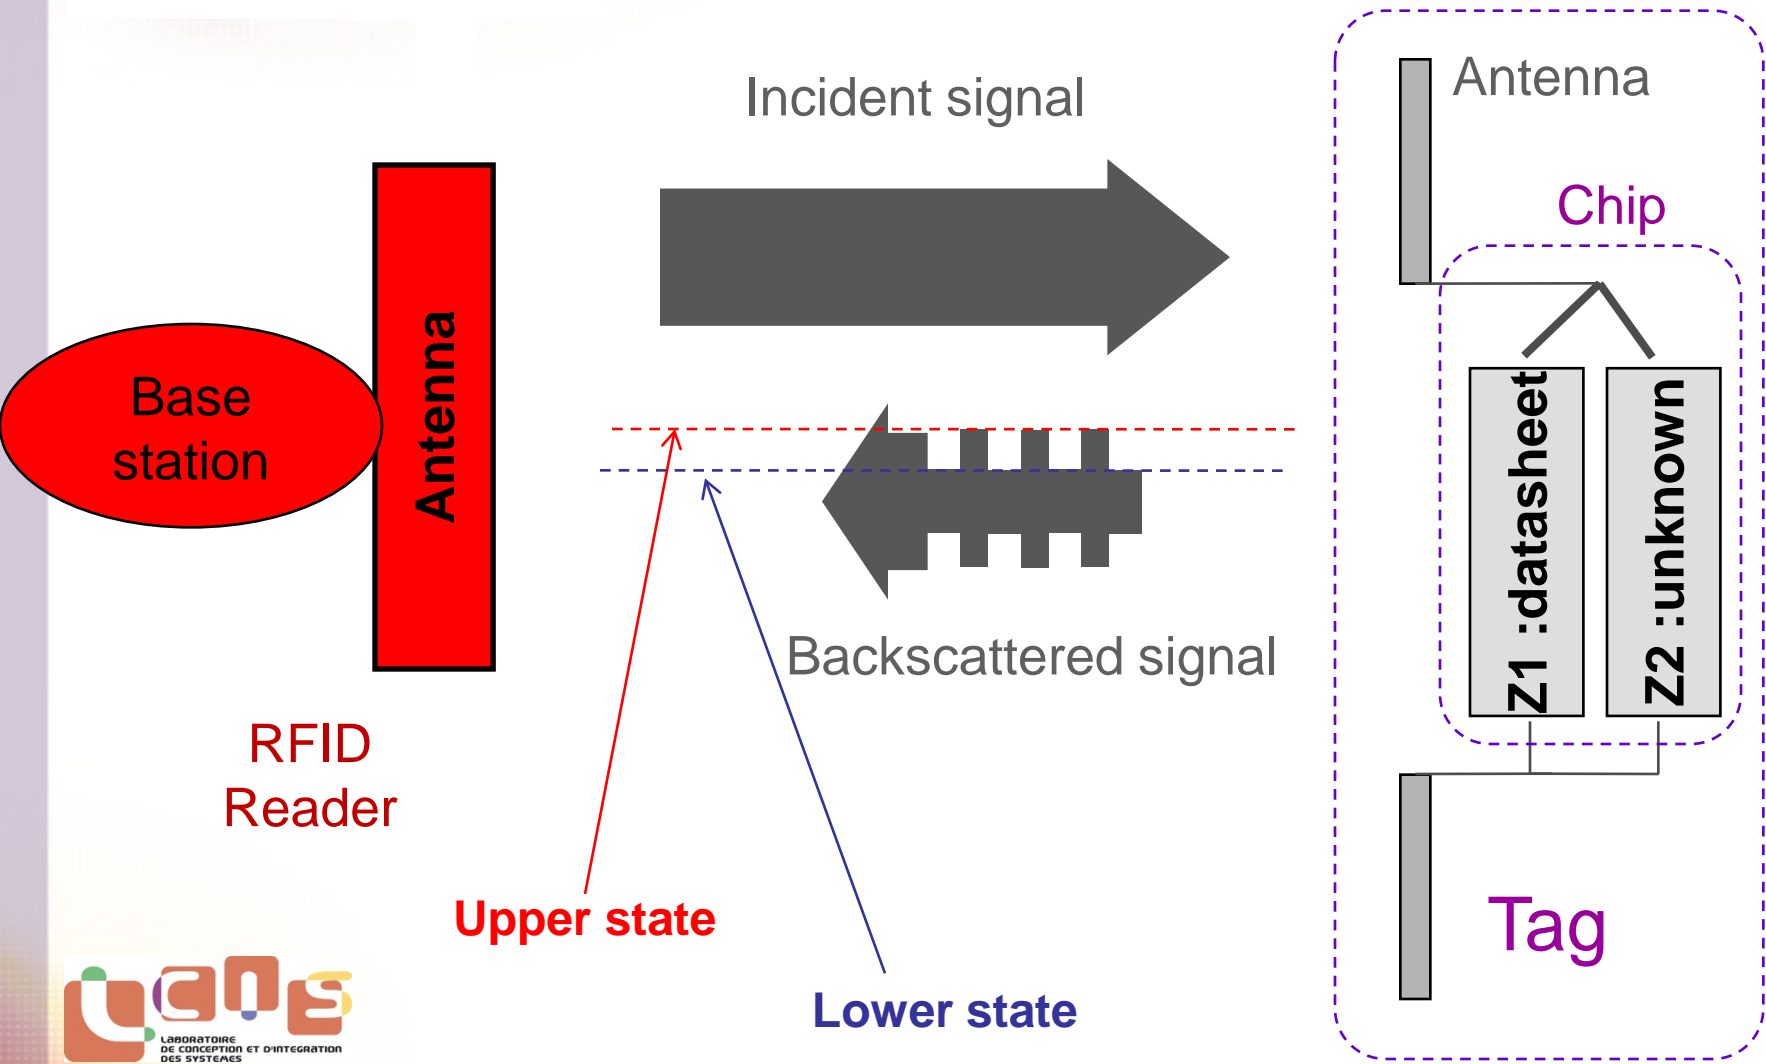 Incident signal
Antenna
Chip
Base
station
Antenna
Z1 :datasheet
Z2 :unknown
Backscattered signal
RFID
Reader
Upper state
Tag
Lower state
LCIS
LABORATOIRE
DE CONCEPTION ET D'INTEGRATION
DES SYSTEMES